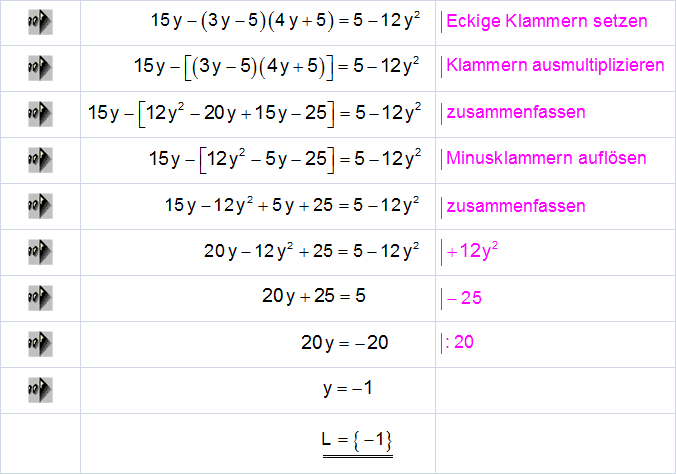 15y − (3y − 5)(4y + 5) = 5 − 12y² | Eckige Klammern setzen
15y − [(3y − 5)(4y + 5)] = 5 − 12y² | Klammern ausmultiplizieren
15y − [12y² − 20y + 15y − 25] = 5 − 12y² | zusammenfassen
15y − [12y² − 5y − 25] = 5 − 12y² | Minusklammern auflösen
15y − 12y² + 5y + 25 = 5 − 12y² | zusammenfassen
20y − 12y² + 25 = 5 − 12y² | +12y²
20y + 25 = 5 | − 25
20y = −20 | : 20
y = −1
L = {−1}